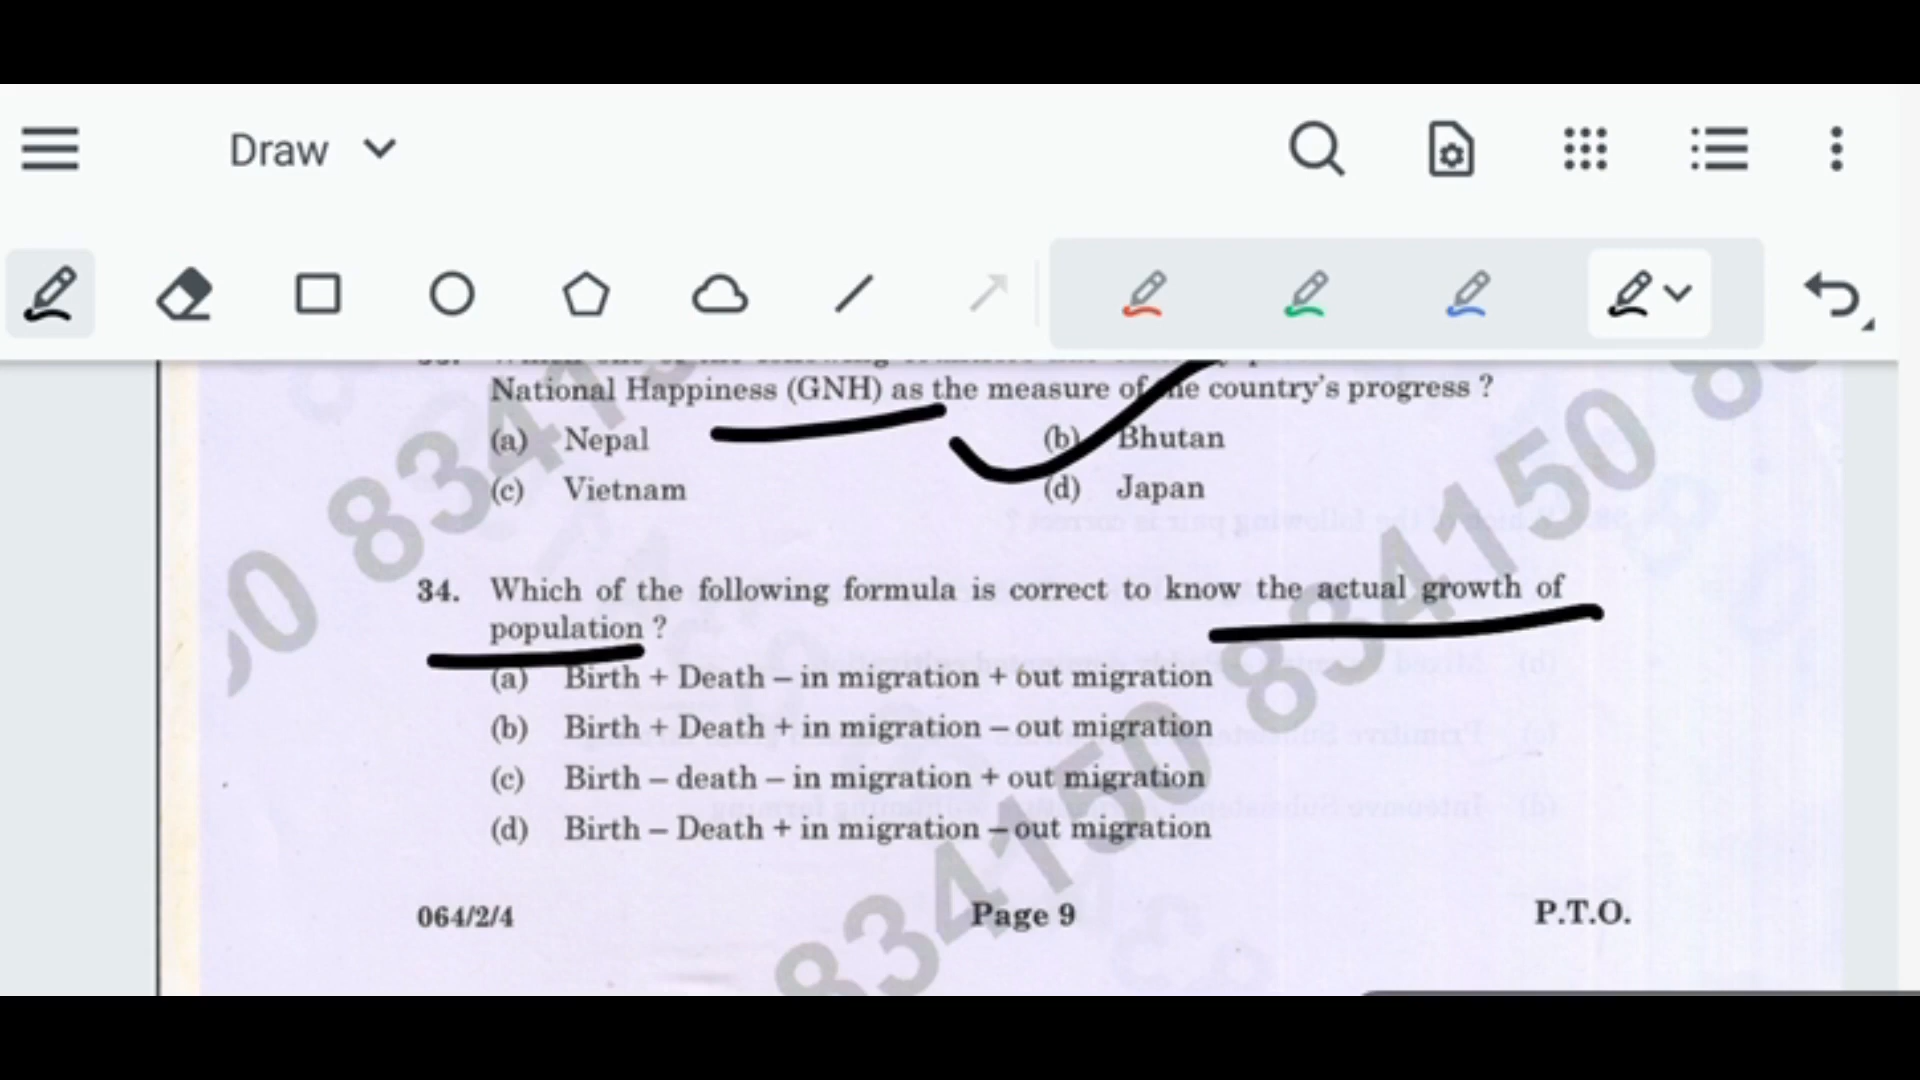 Draw
National Happiness (GNH) as the measure of the country's progress ?
(a) Nepal (b) Bhutan
(c) Vietnam (d) Japan
34. Which of the following formula is correct to know the actual growth of
population ?
(a) Birth + Death – in migration + out migration
(b) Birth + Death + in migration – out migration
(c) Birth – death – in migration + out migration
(d) Birth – Death + in migration – out migration
064/2/4 Page 9 P.T.O.
834150 834150
834150